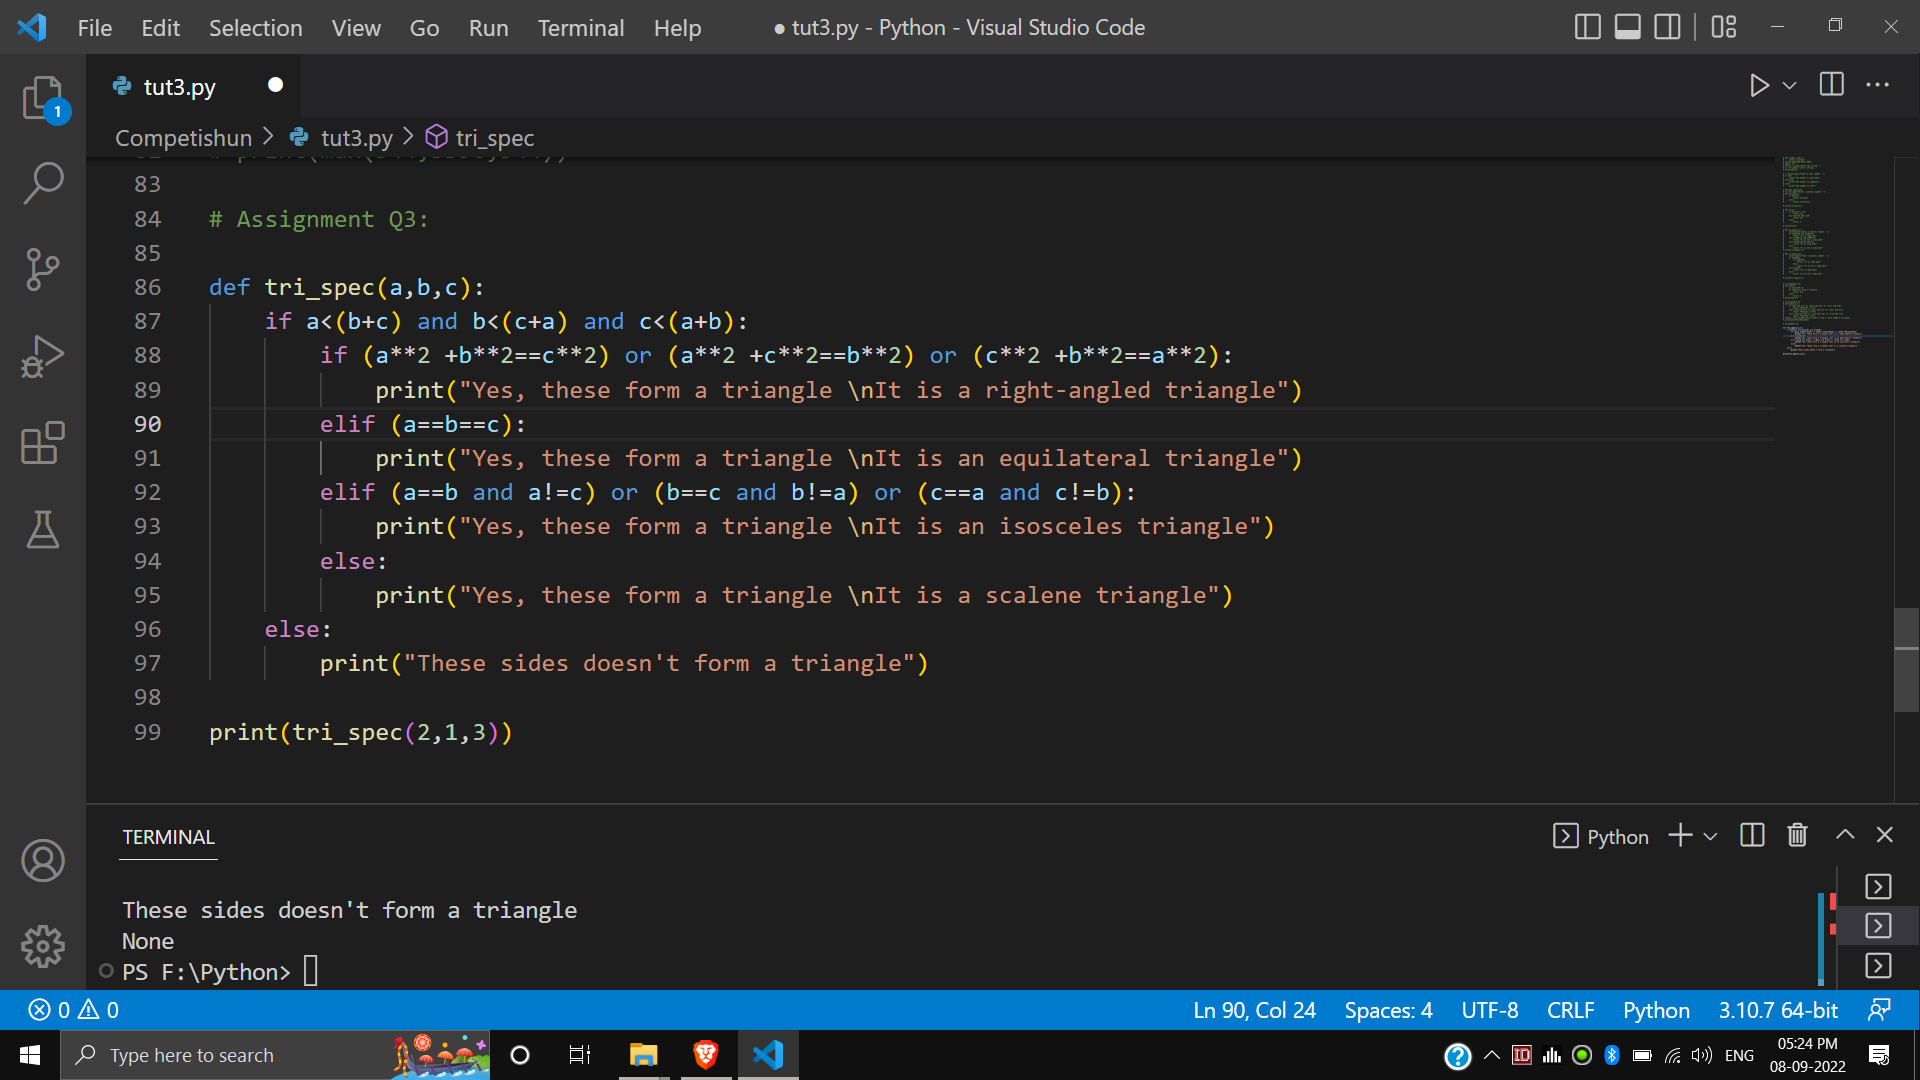 File Edit Selection View Go Run Terminal Help ● tut3.py - Python - Visual Studio Code
tut3.py
1
Competishun > tut3.py > tri_spec
83
84 # Assignment Q3:
85
86 def tri_spec(a,b,c):
87 if a<(b+c) and b<(c+a) and c<(a+b):
88 if (a**2 +b**2==c**2) or (a**2 +c**2==b**2) or (c**2 +b**2==a**2):
89 print("Yes, these form a triangle \nIt is a right-angled triangle")
90 elif (a==b==c):
91 print("Yes, these form a triangle \nIt is an equilateral triangle")
92 elif (a==b and a!=c) or (b==c and b!=a) or (c==a and c!=b):
93 print("Yes, these form a triangle \nIt is an isosceles triangle")
94 else:
95 print("Yes, these form a triangle \nIt is a scalene triangle")
96 else:
97 print("These sides doesn't form a triangle")
98
99 print(tri_spec(2,1,3))
TERMINAL Python
These sides doesn't form a triangle
None
PS F:\Python>
0 0 Ln 90, Col 24 Spaces: 4 UTF-8 CRLF Python 3.10.7 64-bit
Type here to search ENG 05:24 PM
08-09-2022